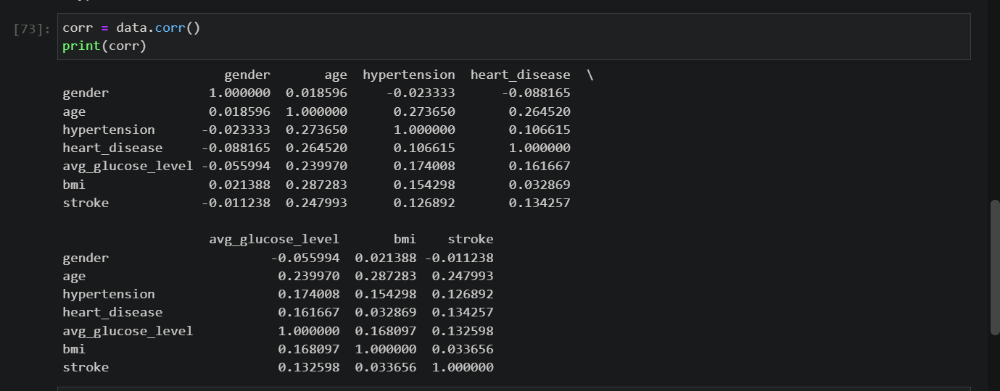 [73]: corr = data.corr()
print(corr)
gender age hypertension heart_disease \
gender 1.000000 0.018596 -0.023333 -0.088165
age 0.018596 1.000000 0.273650 0.264520
hypertension -0.023333 0.273650 1.000000 0.106615
heart_disease -0.088165 0.264520 0.106615 1.000000
avg_glucose_level -0.055994 0.239970 0.174008 0.161667
bmi 0.021388 0.287283 0.154298 0.032869
stroke -0.011238 0.247993 0.126892 0.134257
avg_glucose_level bmi stroke
gender -0.055994 0.021388 -0.011238
age 0.239970 0.287283 0.247993
hypertension 0.174008 0.154298 0.126892
heart_disease 0.161667 0.032869 0.134257
avg_glucose_level 1.000000 0.168097 0.132598
bmi 0.168097 1.000000 0.033656
stroke 0.132598 0.033656 1.000000